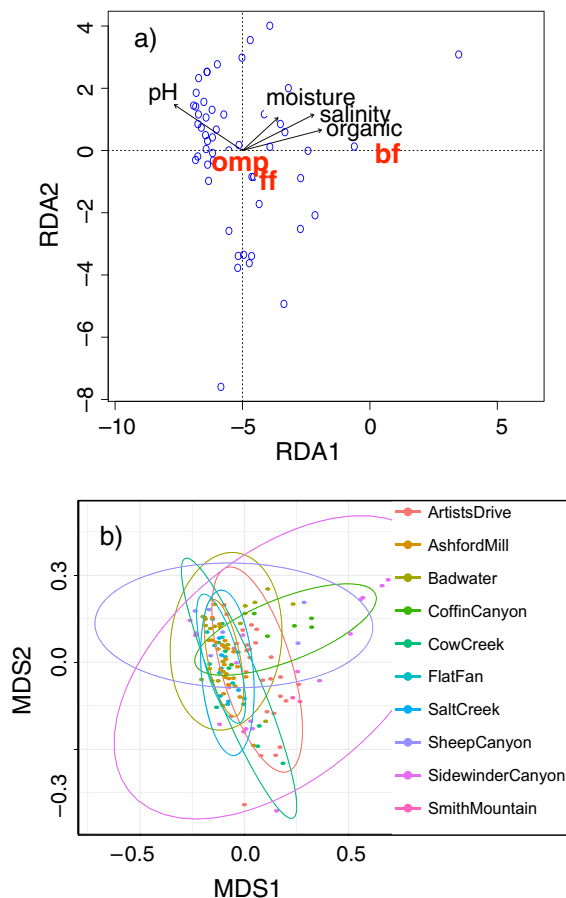 a)
4
2
0
−2
−4
−6
−8
RDA2
pH
moisture
salinity
organic
omp
ff
bf
−10
−5
0
5
RDA1
b)
0.3
0.0
−0.3
MDS2
−0.5
0.0
0.5
MDS1
ArtistsDrive
AshfordMill
Badwater
CoffinCanyon
CowCreek
FlatFan
SaltCreek
SheepCanyon
SidewinderCanyon
SmithMountain